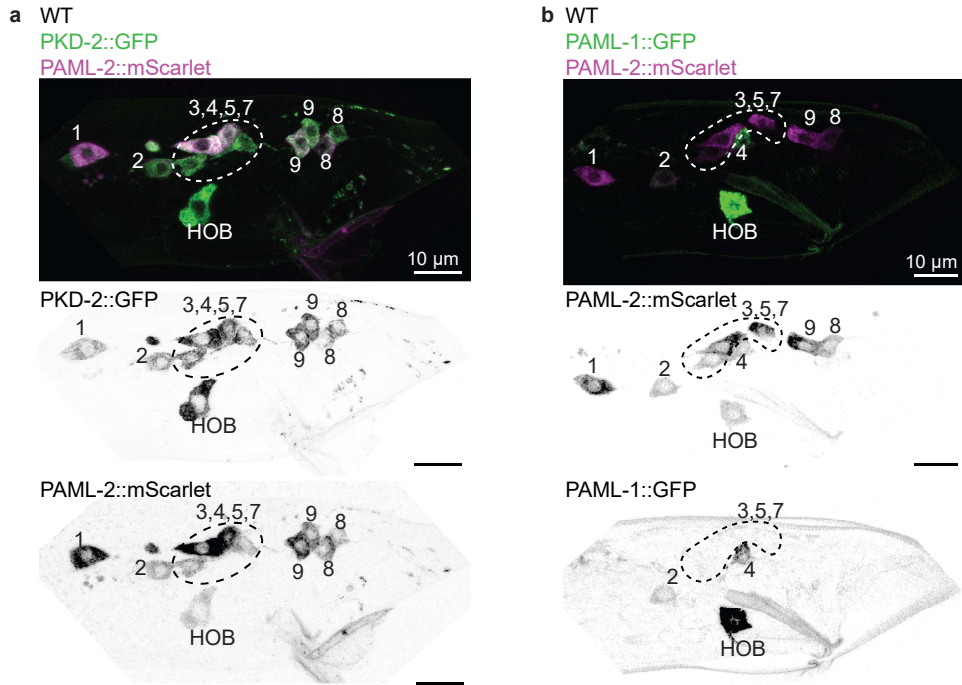 a WT
PKD-2::GFP
PAML-2::mScarlet
1
2
3,4,5,7
9
8
9
8
HOB
10 µm
PKD-2::GFP
1
2
3,4,5,7
9
8
9
8
HOB
PAML-2::mScarlet
1
2
3,4,5,7
9
8
9
8
HOB
b WT
PAML-1::GFP
PAML-2::mScarlet
3,5,7
9
8
4
1
2
HOB
10 µm
PAML-2::mScarlet
3,5,7
9
8
4
1
2
HOB
PAML-1::GFP
3,5,7
4
2
HOB